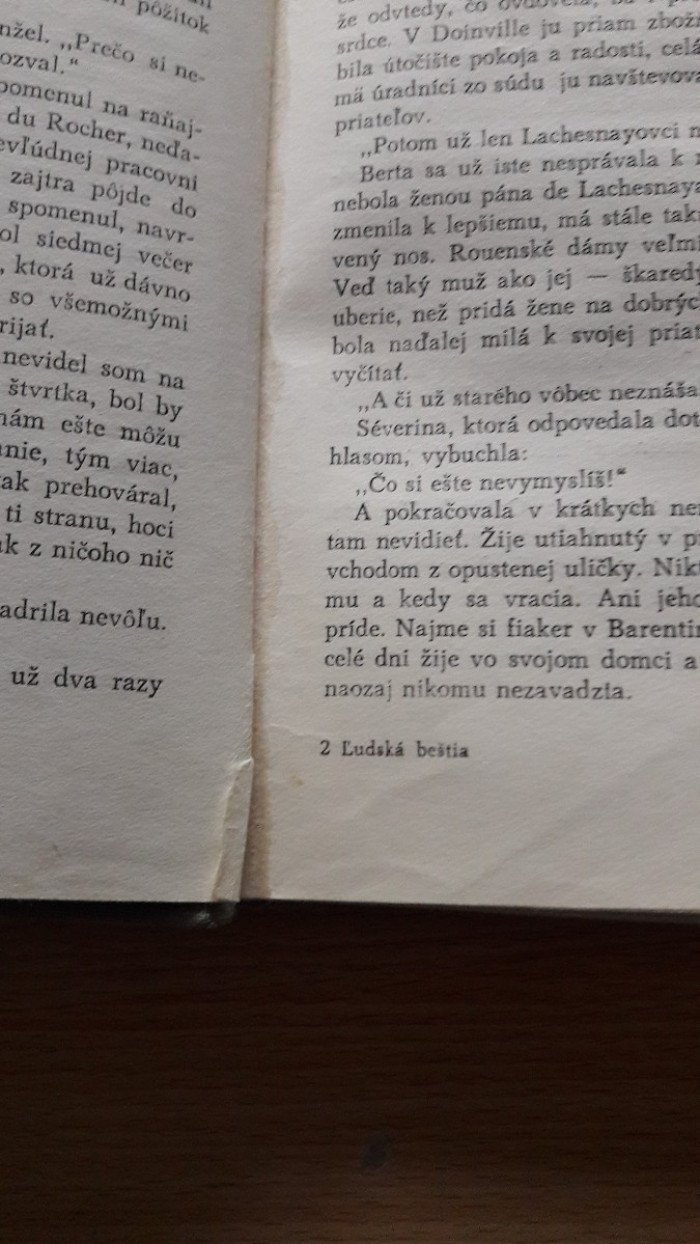 pôžitok
nžel. „Prečo si ne-
ozval.“
pomenul na raňaj-
du Rocher, neďa-
evľúdnej pracovni
zajtra pôjde do
spomenul, navr-
ol siedmej večer
, ktorá už dávno
so všemožnými
rijať.
nevidel som na
štvrtka, bol by
nám ešte môžu
nie, tým viac,
ak prehováral,
ti stranu, hoci
k z ničoho nič
adrila nevôľu.
už dva razy
že odvtedy, čo
srdce. V Doinville ju priam zboží
bila útočište pokoja a radosti, celá
mä úradníci zo súdu ju navštevova
priateľov.
„Potom už len Lachesnayovci n
Berta sa už iste nesprávala k
nebola ženou pána de Lachesnaya
zmenila k lepšiemu, má stále tak
vený nos. Rouenské dámy veľmi
Veď taký muž ako jej — škaredý
uberie, než pridá žene na dobrýc
bola naďalej milá k svojej priat
vyčítať.
„A či už starého vôbec neznáša
Séverina, ktorá odpovedala dot
hlasom, vybuchla:
„Čo si ešte nevymyslíš!“
A pokračovala v krátkych ner
tam nevidieť. Žije utiahnutý v p
vchodom z opustenej uličky. Nik
mu a kedy sa vracia. Ani jeho
príde. Najme si fiaker v Barentin
celé dni žije vo svojom domci a
naozaj nikomu nezavadzia.
2 Ľudská beštia